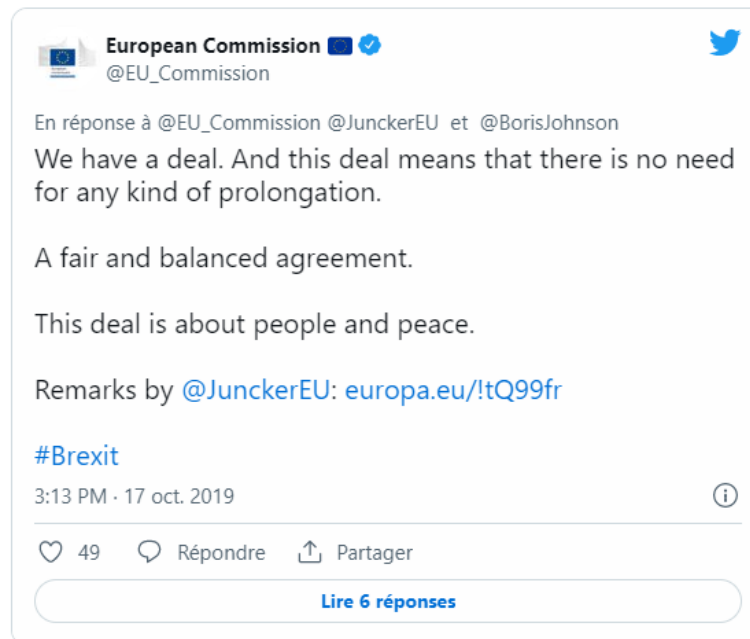 European Commission
@EU_Commission
En réponse à @EU_Commission @JunckerEU et @BorisJohnson
We have a deal. And this deal means that there is no need
for any kind of prolongation.
A fair and balanced agreement.
This deal is about people and peace.
Remarks by @JunckerEU: europa.eu/!tQ99fr
#Brexit
3:13 PM · 17 oct. 2019
49 Répondre Partager
Lire 6 réponses